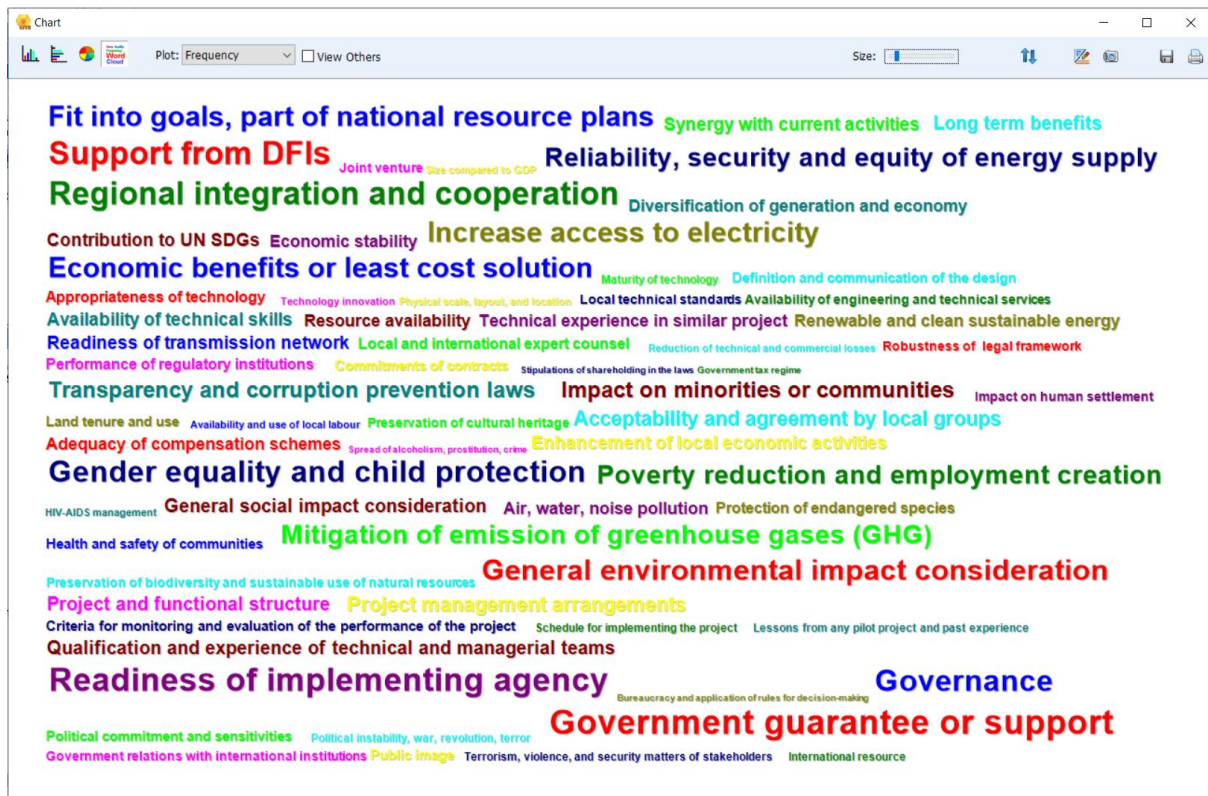 Chart
Plot: Frequency View Others Size:
Fit into goals, part of national resource plans Synergy with current activities Long term benefits
Support from DFIs Joint venture Size compared to GDP Reliability, security and equity of energy supply
Regional integration and cooperation Diversification of generation and economy
Contribution to UN SDGs Economic stability Increase access to electricity
Economic benefits or least cost solution Maturity of technology Definition and communication of the design
Appropriateness of technology Technology innovation Physical scale, layout, and location Local technical standards Availability of engineering and technical services
Availability of technical skills Resource availability Technical experience in similar project Renewable and clean sustainable energy
Readiness of transmission network Local and international expert counsel Reduction of technical and commercial losses Robustness of legal framework
Performance of regulatory institutions Commitments of contracts Stipulations of shareholding in the laws Government tax regime
Transparency and corruption prevention laws Impact on minorities or communities Impact on human settlement
Land tenure and use Availability and use of local labour Preservation of cultural heritage Acceptability and agreement by local groups
Adequacy of compensation schemes Spread of alcoholism, prostitution, crime Enhancement of local economic activities
Gender equality and child protection Poverty reduction and employment creation
HIV-AIDS management General social impact consideration Air, water, noise pollution Protection of endangered species
Health and safety of communities Mitigation of emission of greenhouse gases (GHG)
Preservation of biodiversity and sustainable use of natural resources General environmental impact consideration
Project and functional structure Project management arrangements
Criteria for monitoring and evaluation of the performance of the project Schedule for implementing the project Lessons from any pilot project and past experience
Qualification and experience of technical and managerial teams
Readiness of implementing agency Bureaucracy and application of rules for decision-making Governance
Political commitment and sensitivities Political instability, war, revolution, terror Government guarantee or support
Government relations with international institutions Public image Terrorism, violence, and security matters of stakeholders International resource